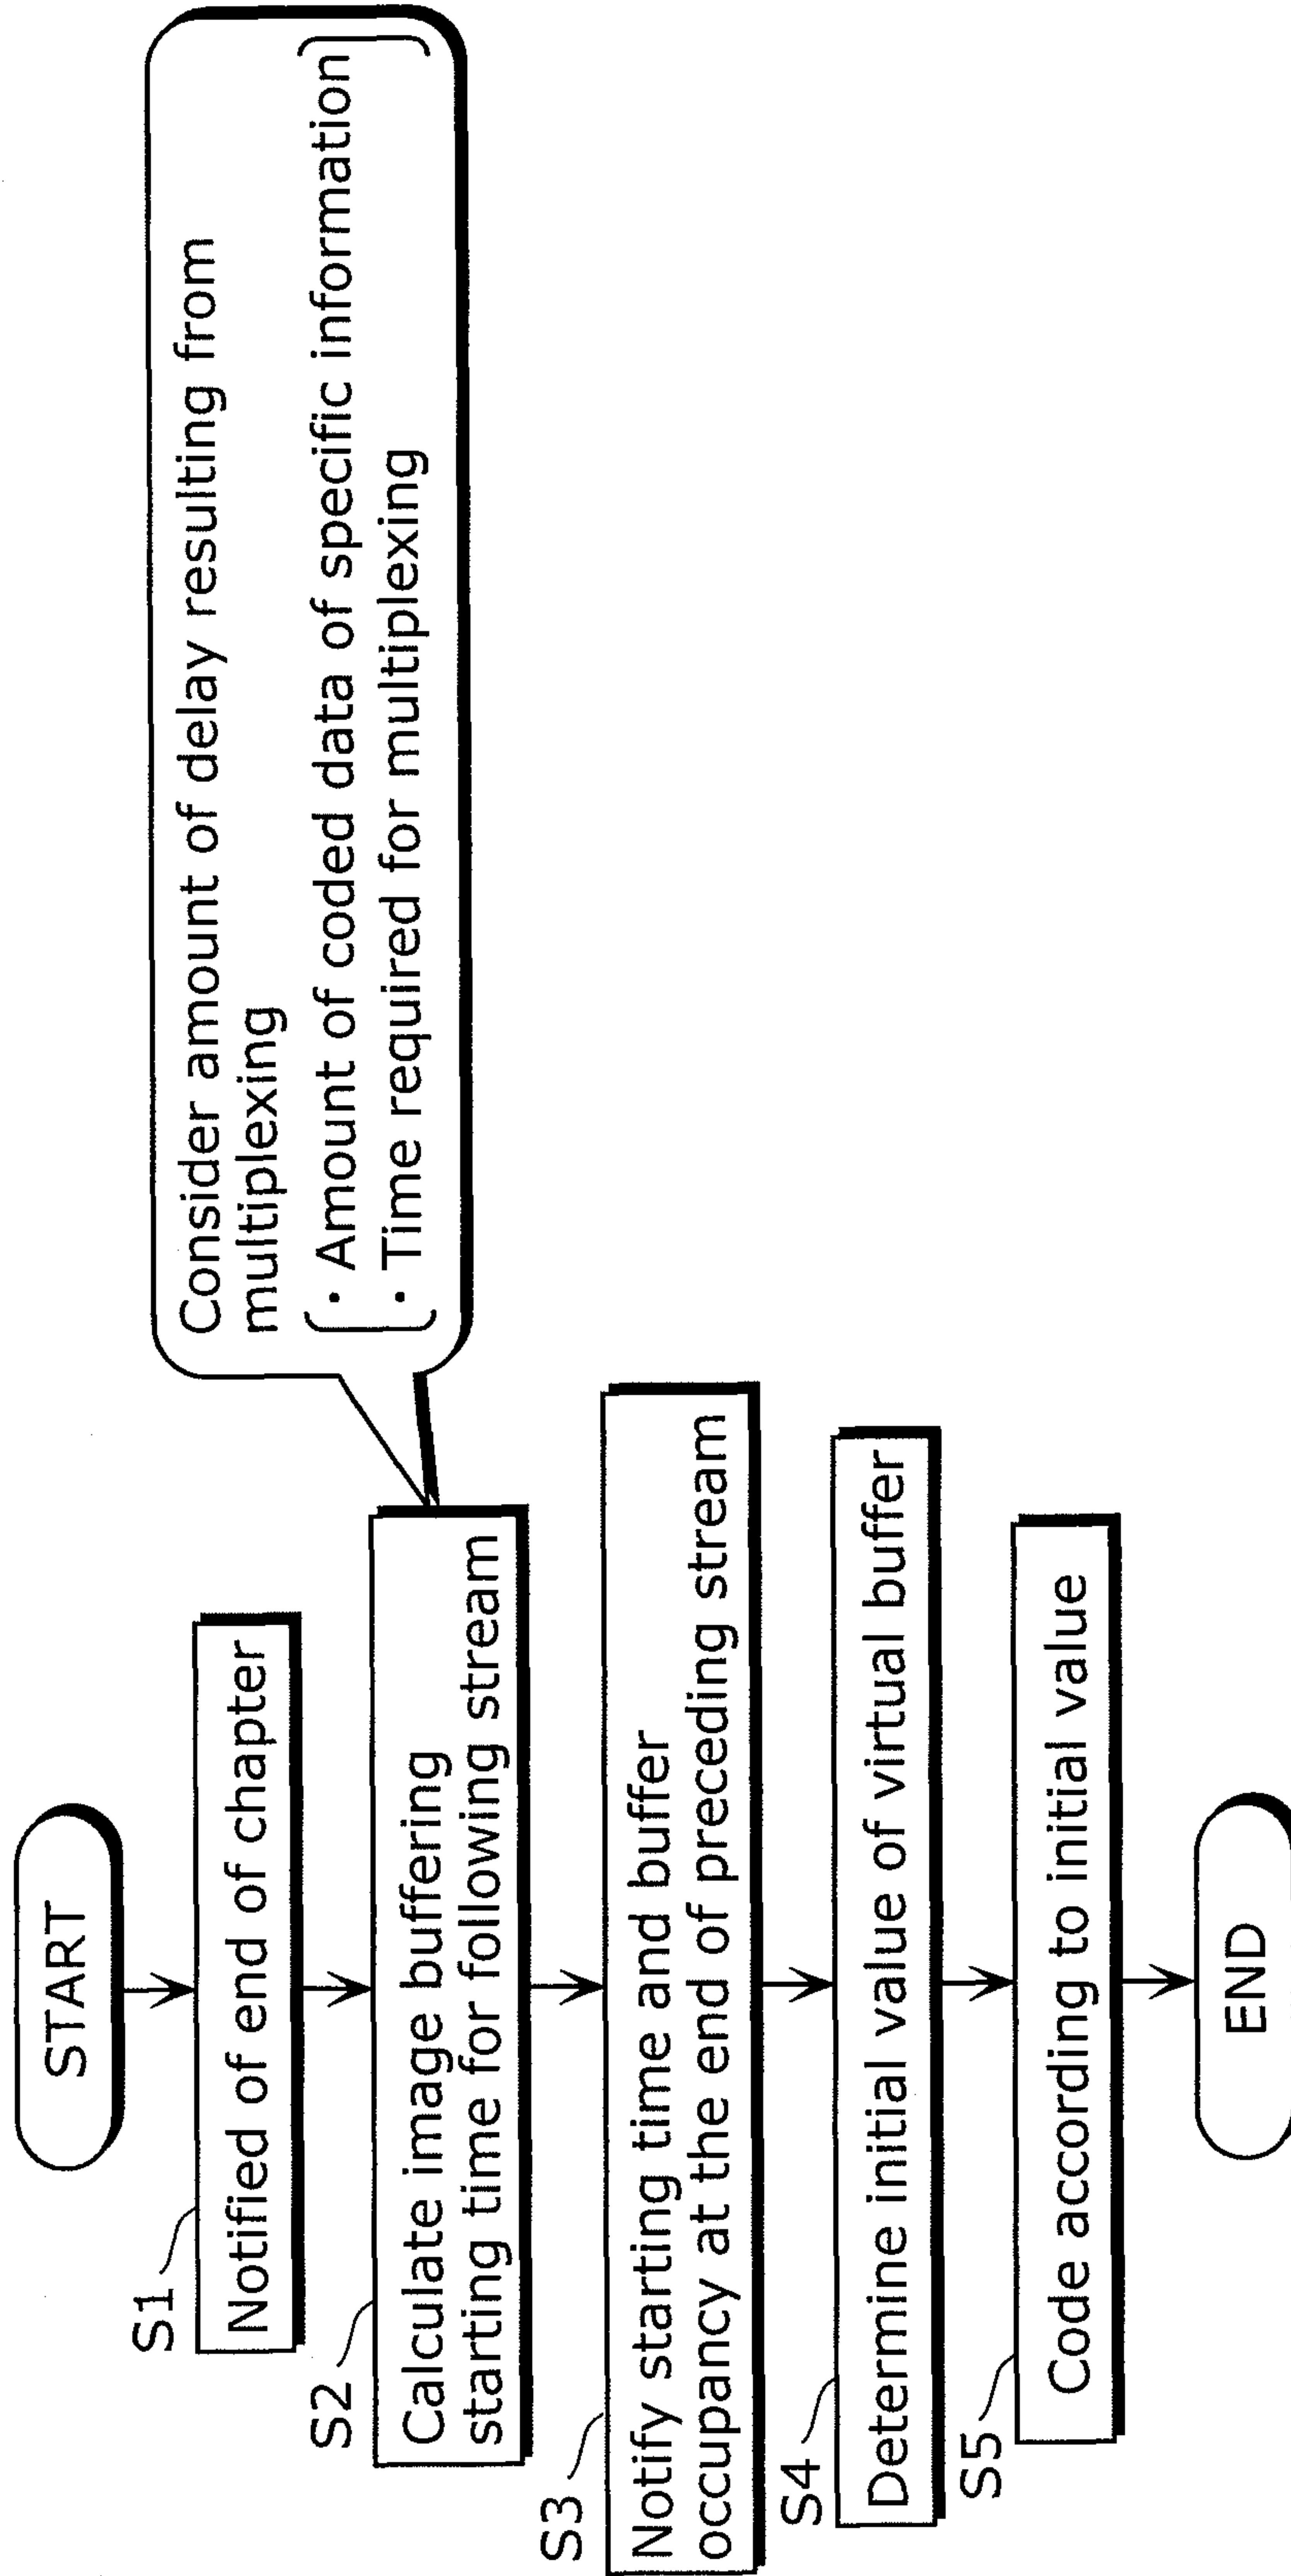 START
S1
Notified of end of chapter
S2
Calculate image buffering
starting time for following stream
Consider amount of delay resulting from
multiplexing
· Amount of coded data of specific information
· Time required for multiplexing
S3
Notify starting time and buffer
occupancy at the end of preceding stream
S4
Determine initial value of virtual buffer
S5
Code according to initial value
END